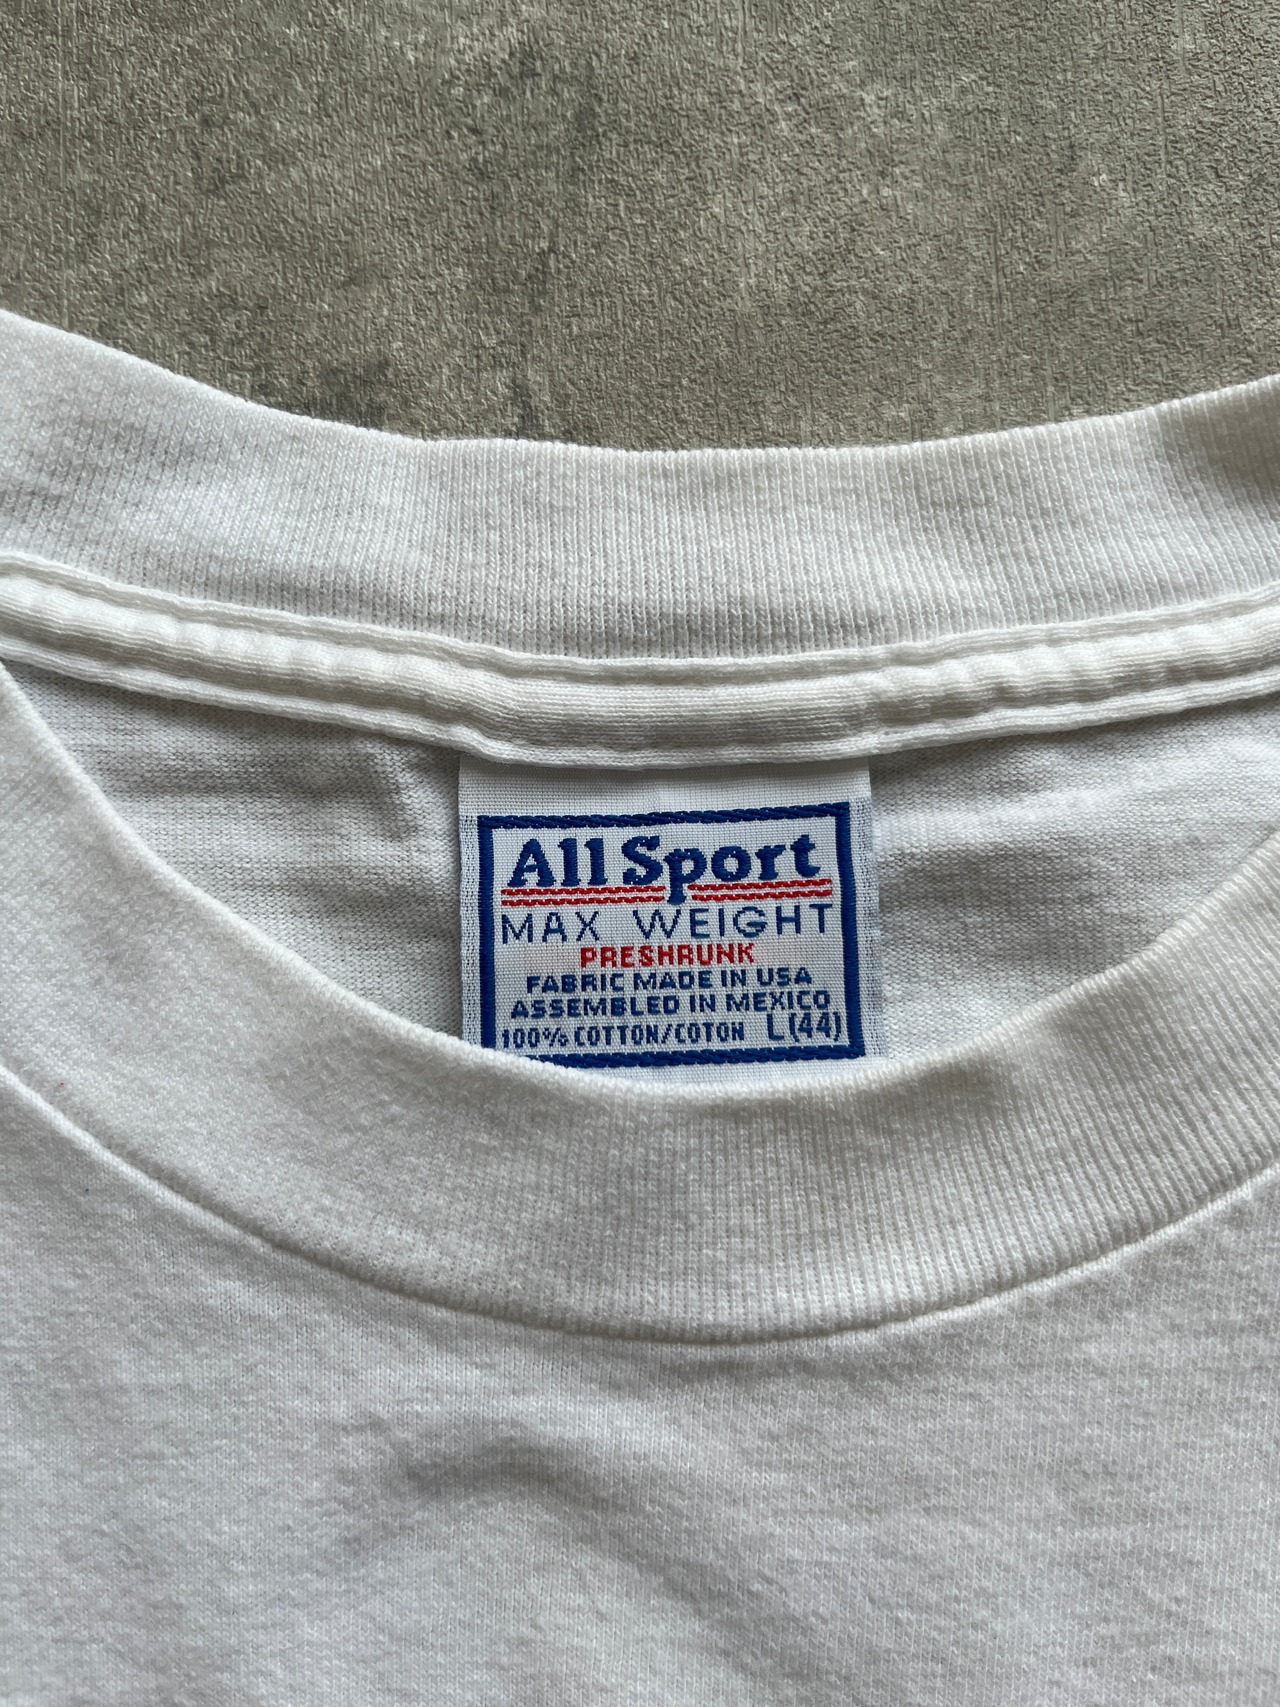 All Sport
MAX WEIGHT
PRESHRUNK
FABRIC MADE IN USA
ASSEMBLED IN MEXICO
100% COTTON/COTON L(44)